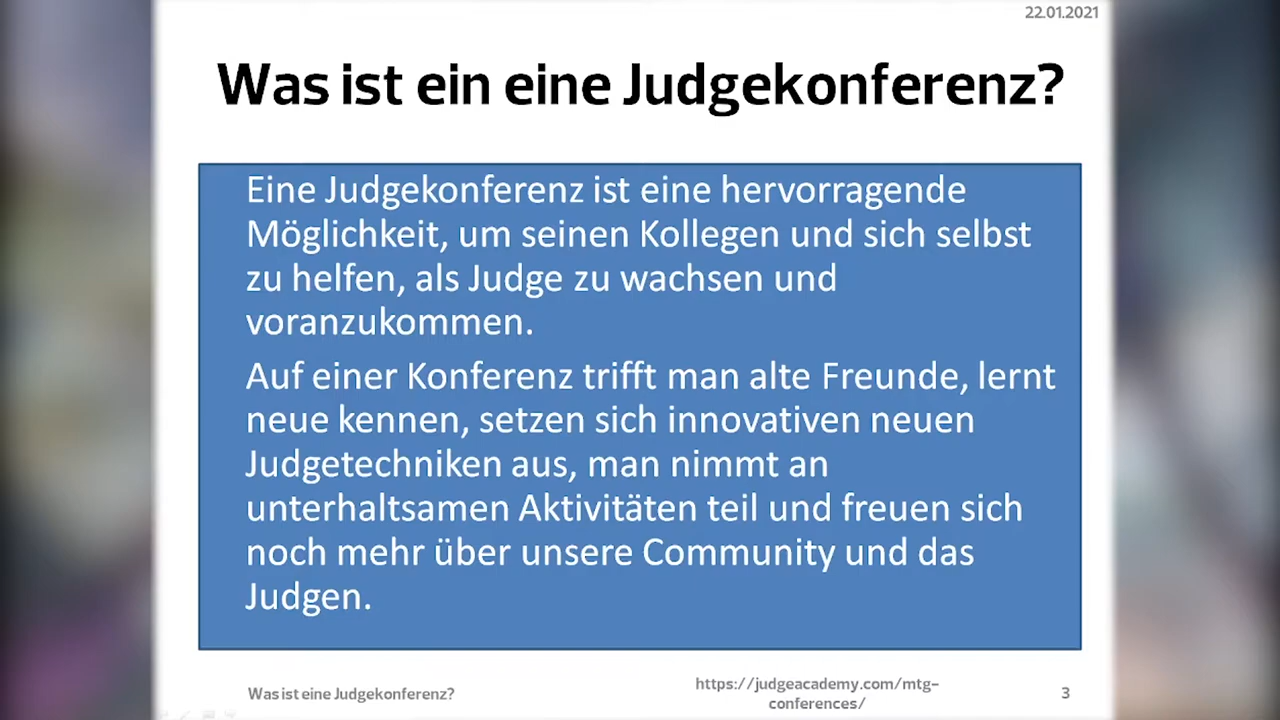 22.01.2021
Was ist ein eine Judgekonferenz?
Eine Judgekonferenz ist eine hervorragende
Möglichkeit, um seinen Kollegen und sich selbst
zu helfen, als Judge zu wachsen und
voranzukommen.
Auf einer Konferenz trifft man alte Freunde, lernt
neue kennen, setzen sich innovativen neuen
Judgetechniken aus, man nimmt an
unterhaltsamen Aktivitäten teil und freuen sich
noch mehr über unsere Community und das
Judgen.
Was ist eine Judgekonferenz?
https://judgeacademy.com/mtg-
conferences/
3